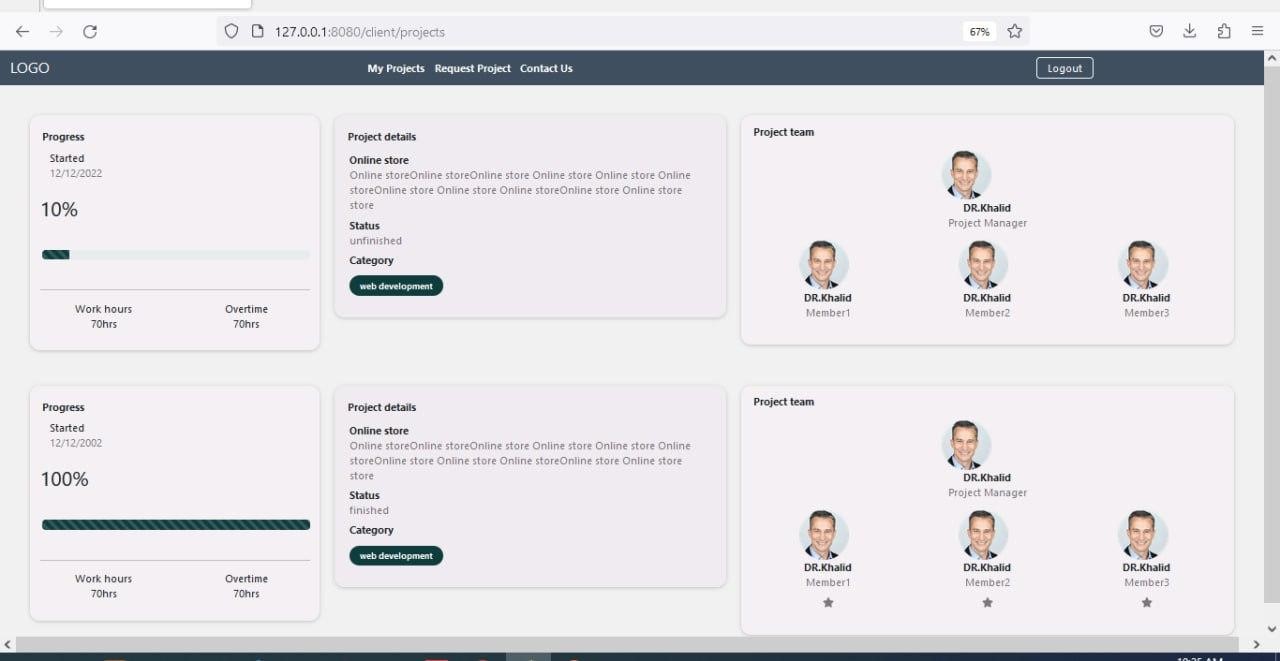 127.0.0.1:8080/client/projects
67%
LOGO
My Projects
Request Project
Contact Us
Logout
Progress
Started
12/12/2022
10%
Work hours
70hrs
Overtime
70hrs
Project details
Online store
Online storeOnline storeOnline store Online store Online store Online
storeOnline store Online store Online storeOnline store Online store
store
Status
unfinished
Category
web development
Project team
DR.Khalid
Project Manager
DR.Khalid
Member1
DR.Khalid
Member2
DR.Khalid
Member3
Progress
Started
12/12/2002
100%
Work hours
70hrs
Overtime
70hrs
Project details
Online store
Online storeOnline storeOnline store Online store Online store Online
storeOnline store Online store Online storeOnline store Online store
store
Status
finished
Category
web development
Project team
DR.Khalid
Project Manager
DR.Khalid
Member1
DR.Khalid
Member2
DR.Khalid
Member3